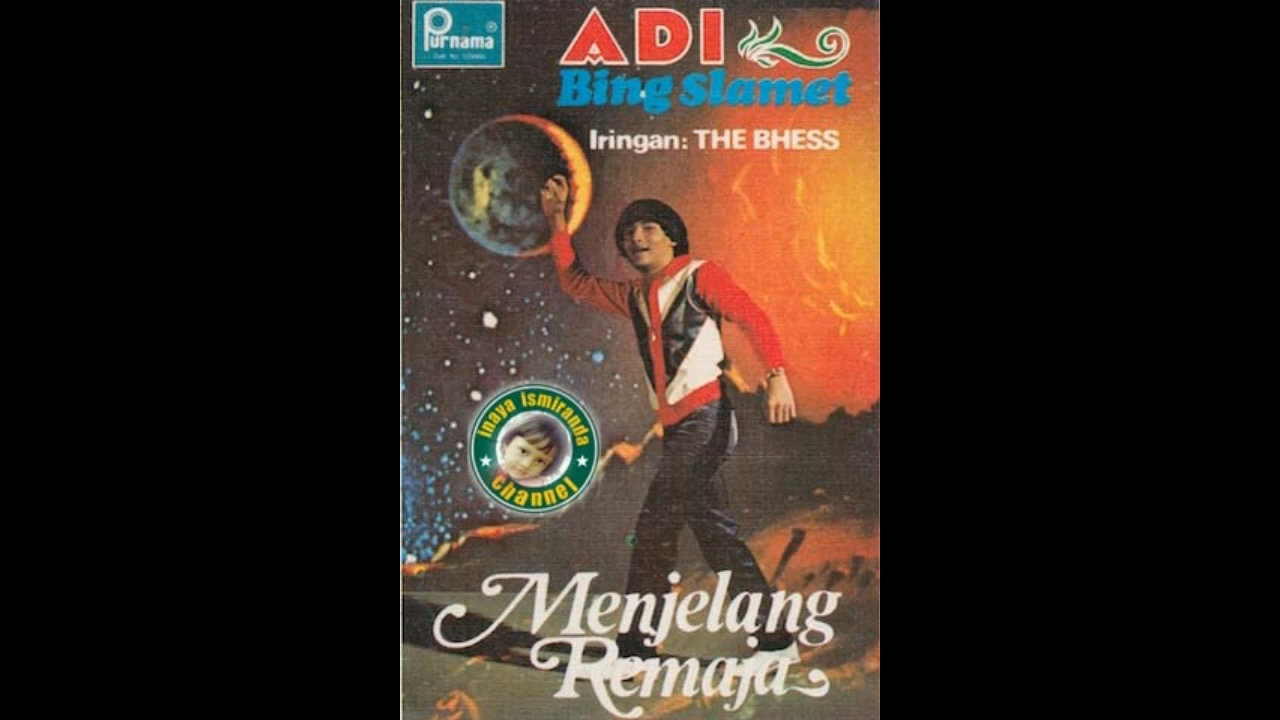 Purnama
ADI
Bing Slamet
Iringan: THE BHESS
inaya ismiranda
channel
Menjelang
Remaja